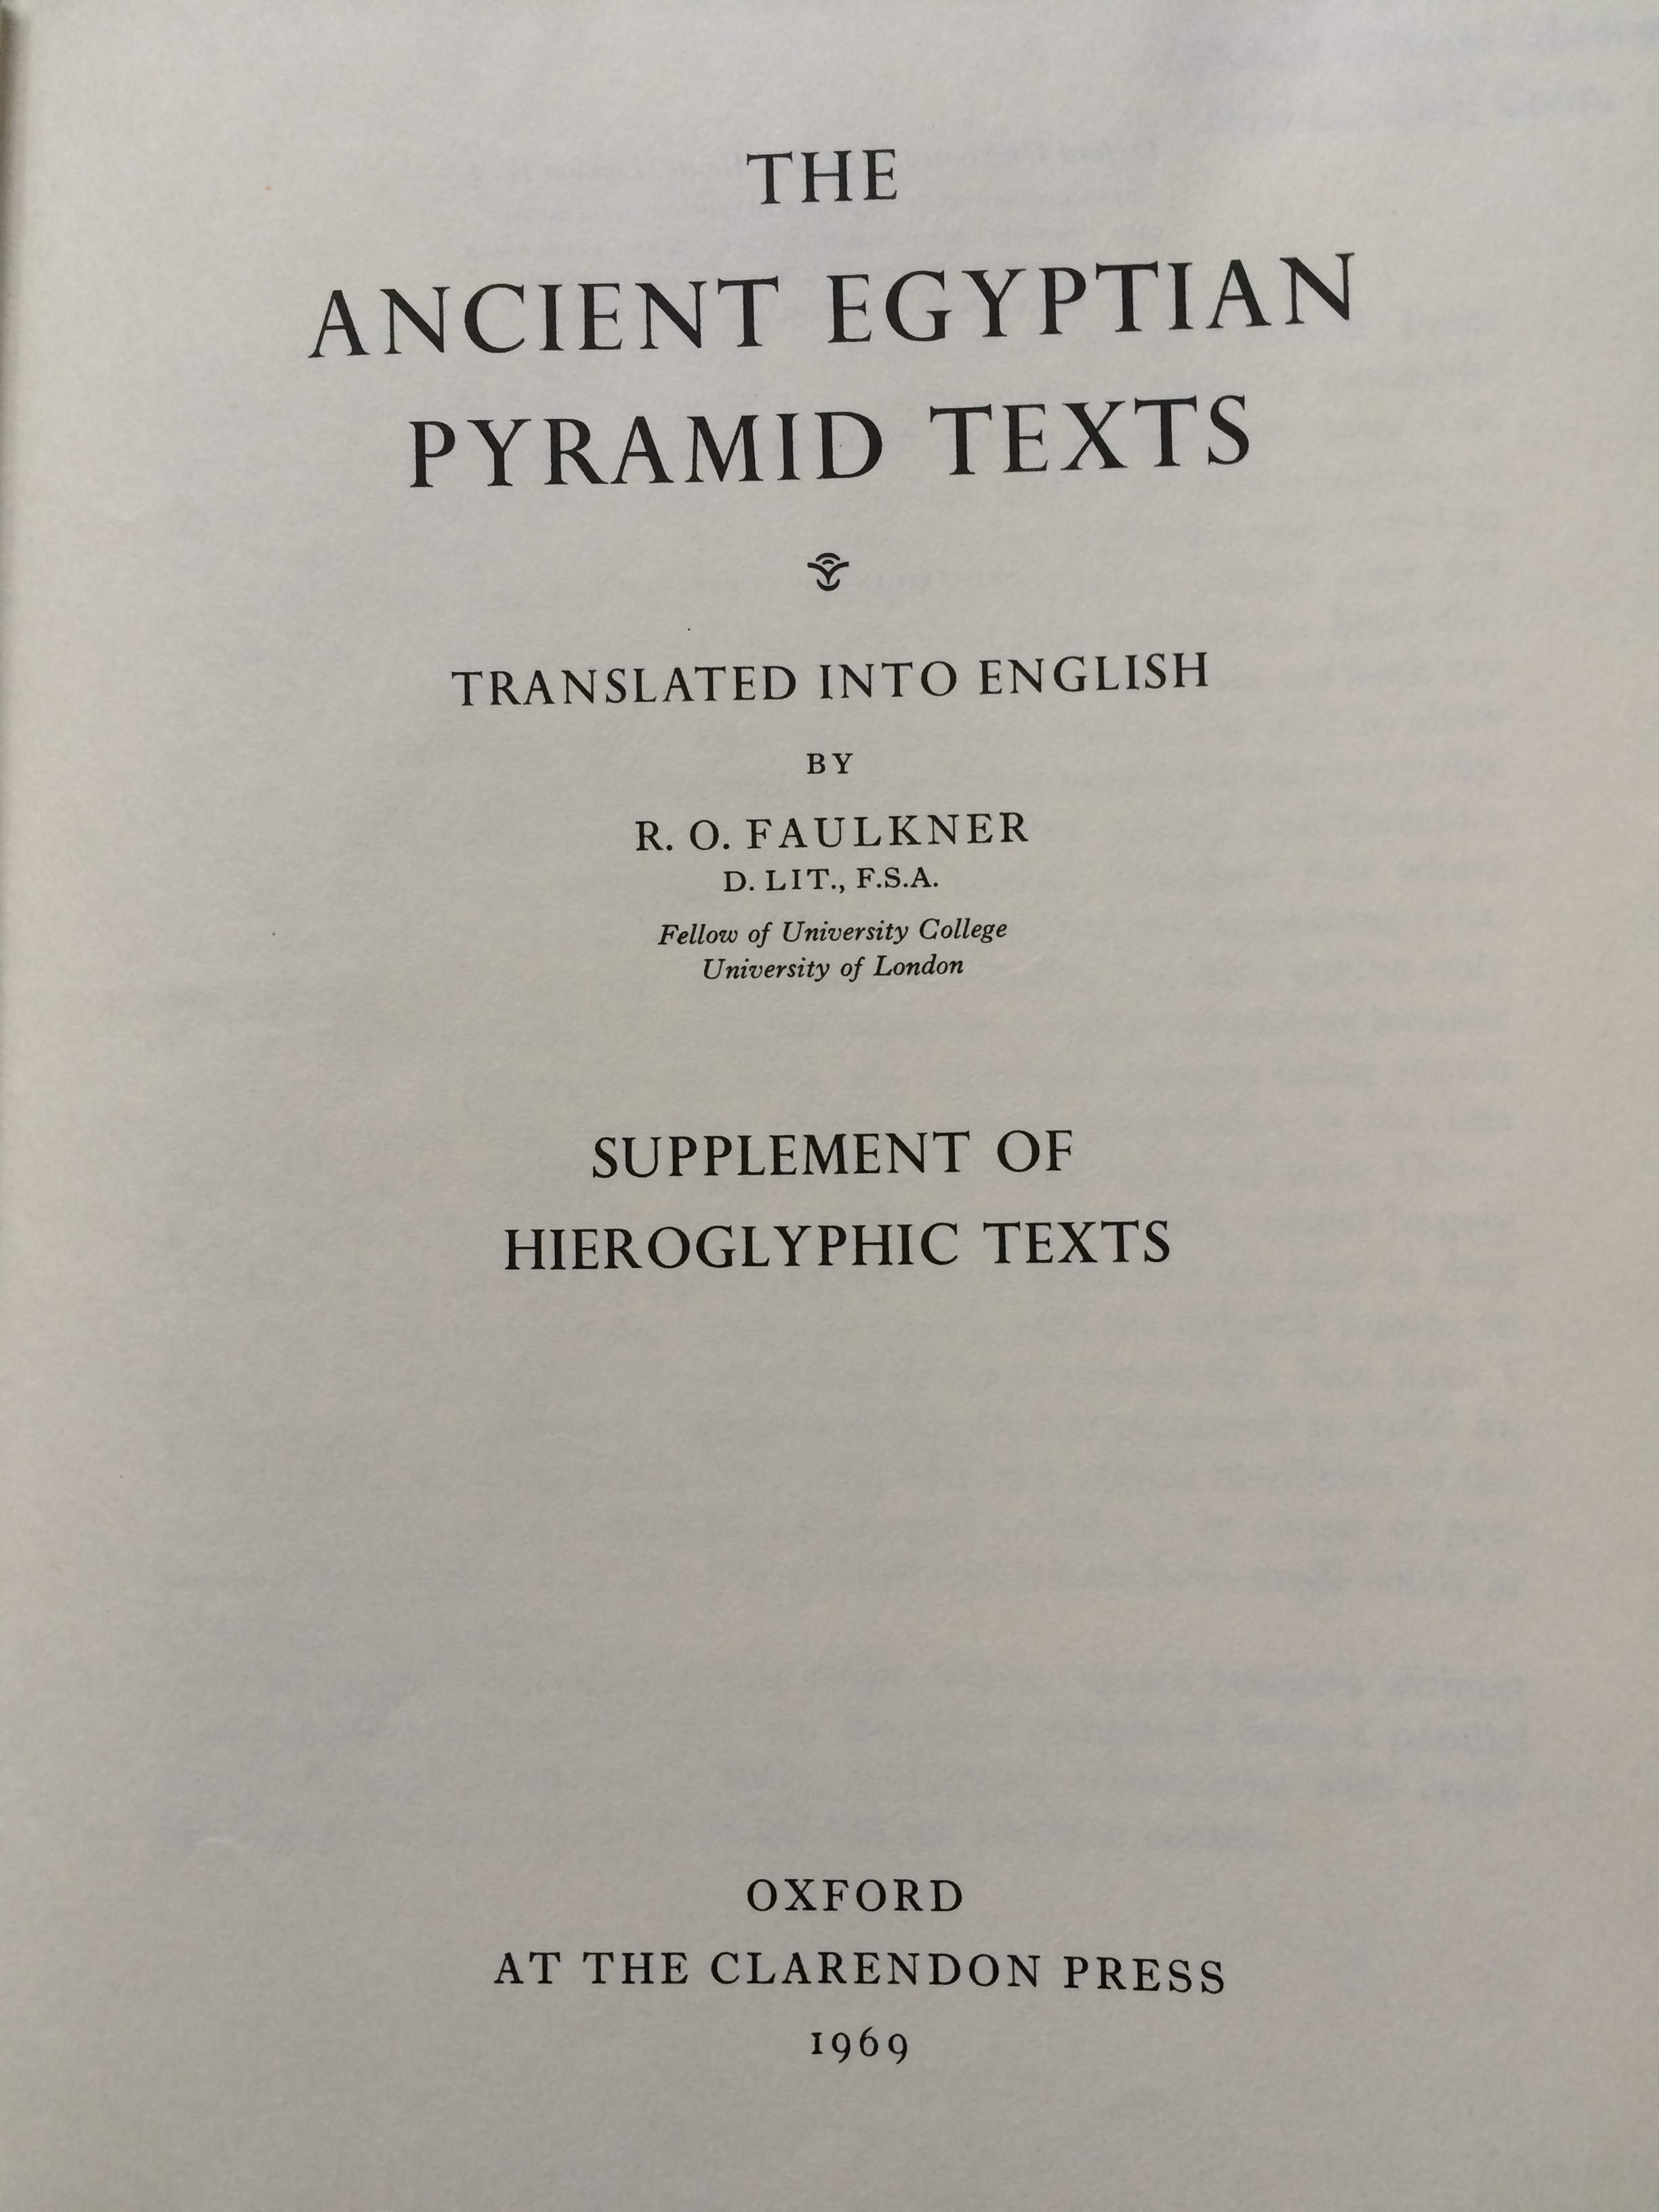 THE
ANCIENT EGYPTIAN
PYRAMID TEXTS
TRANSLATED INTO ENGLISH
BY
R. O. FAULKNER
D. LIT., F.S.A.
Fellow of University College
University of London
SUPPLEMENT OF
HIEROGLYPHIC TEXTS
OXFORD
AT THE CLARENDON PRESS
1969